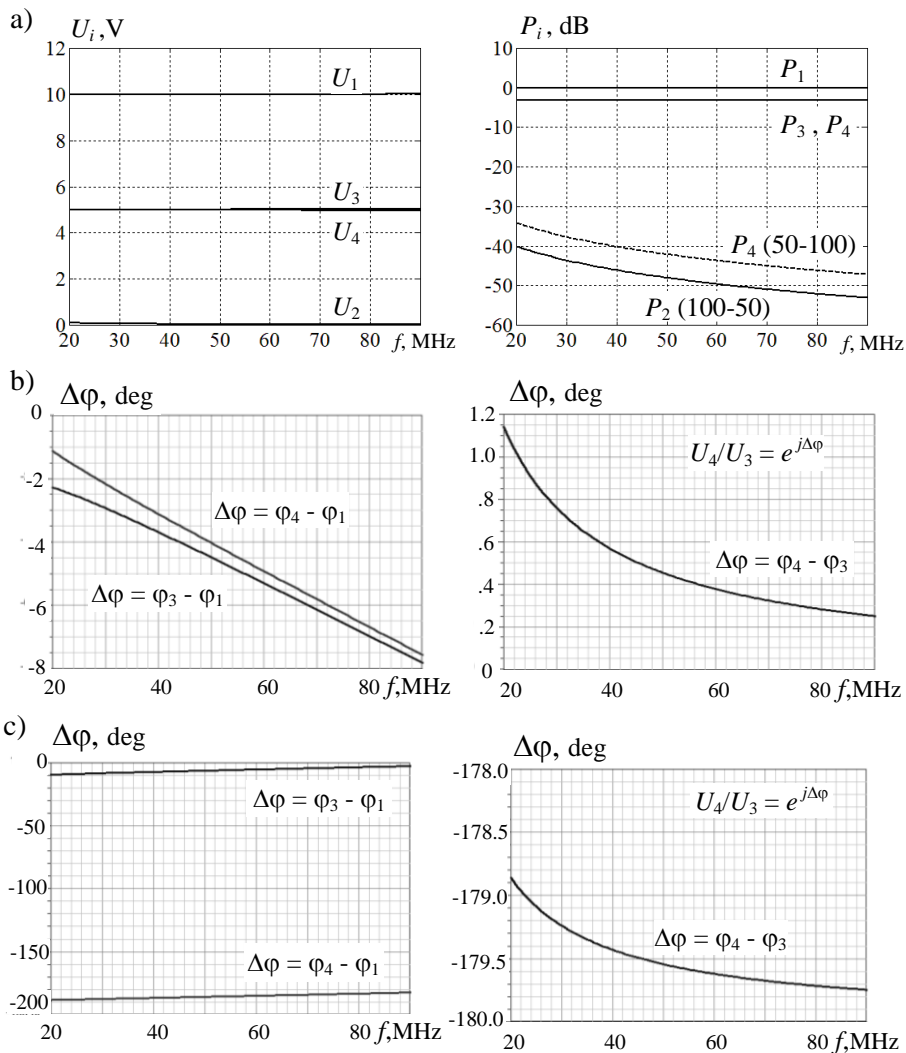 a)
U_i ,V
12
10
8
6
4
2
0
U_1
U_3
U_4
U_2
20 30 40 50 60 70 80 f, MHz
P_i , dB
10
0
-10
-20
-30
-40
-50
-60
P_1
P_3 , P_4
P_4 (50-100)
P_2 (100-50)
20 30 40 50 60 70 80 f, MHz
b)
Δφ, deg
0
-2
-4
-6
-8
Δφ = φ_4 - φ_1
Δφ = φ_3 - φ_1
20 40 60 80 f,MHz
Δφ, deg
1.2
1.0
.8
.6
.4
.2
0
U_4/U_3 = e^{jΔφ}
Δφ = φ_4 - φ_3
20 40 60 80 f,MHz
c)
Δφ, deg
0
-50
-100
-150
-200
Δφ = φ_3 - φ_1
Δφ = φ_4 - φ_1
20 40 60 80 f,MHz
Δφ, deg
-178.0
-178.5
-179.0
-179.6
-180.0
U_4/U_3 = e^{jΔφ}
Δφ = φ_4 - φ_3
20 40 60 80 f,MHz